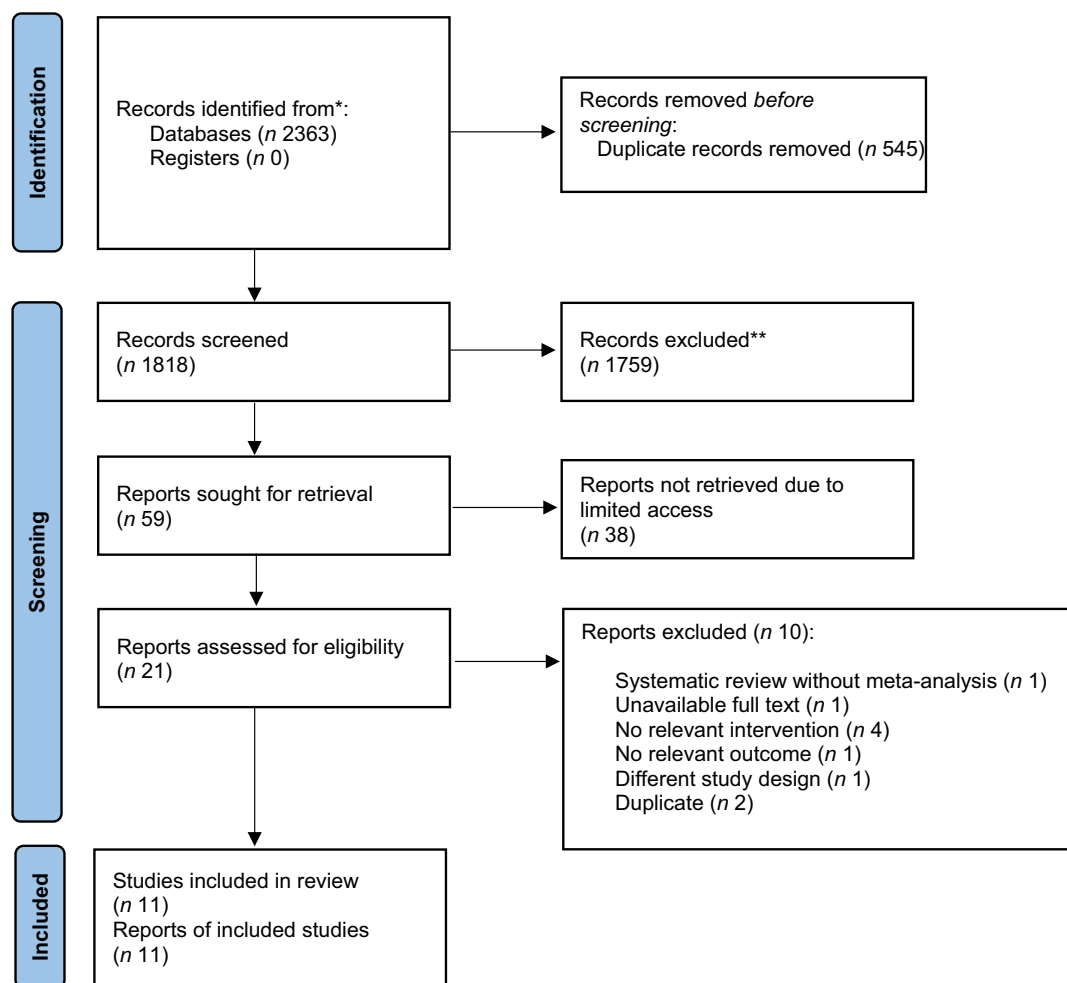 Identification
Records identified from*:
Databases (n 2363)
Registers (n 0)
Records removed before
screening:
Duplicate records removed (n 545)
Screening
Records screened
(n 1818)
Records excluded**
(n 1759)
Reports sought for retrieval
(n 59)
Reports not retrieved due to
limited access
(n 38)
Reports assessed for eligibility
(n 21)
Reports excluded (n 10):
Systematic review without meta-analysis (n 1)
Unavailable full text (n 1)
No relevant intervention (n 4)
No relevant outcome (n 1)
Different study design (n 1)
Duplicate (n 2)
Included
Studies included in review
(n 11)
Reports of included studies
(n 11)